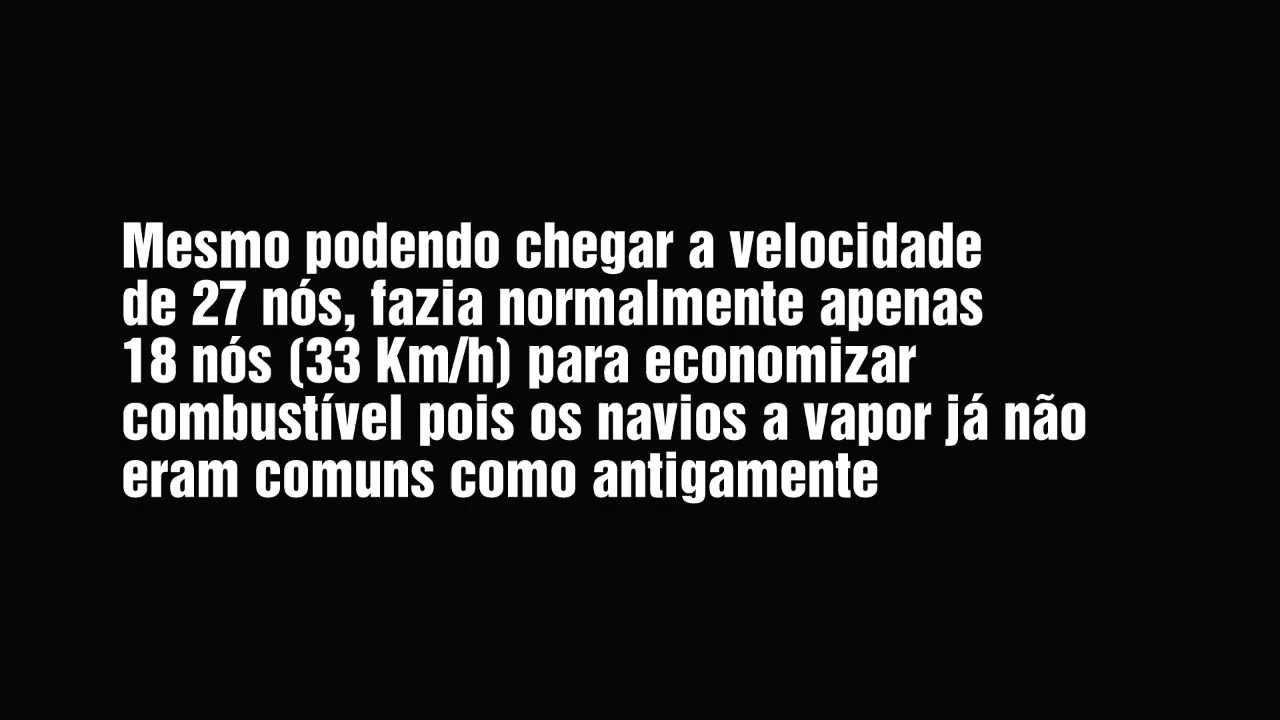 Mesmo podendo chegar a velocidade
de 27 nós, fazia normalmente apenas
18 nós (33 Km/h) para economizar
combustível pois os navios a vapor já não
eram comuns como antigamente